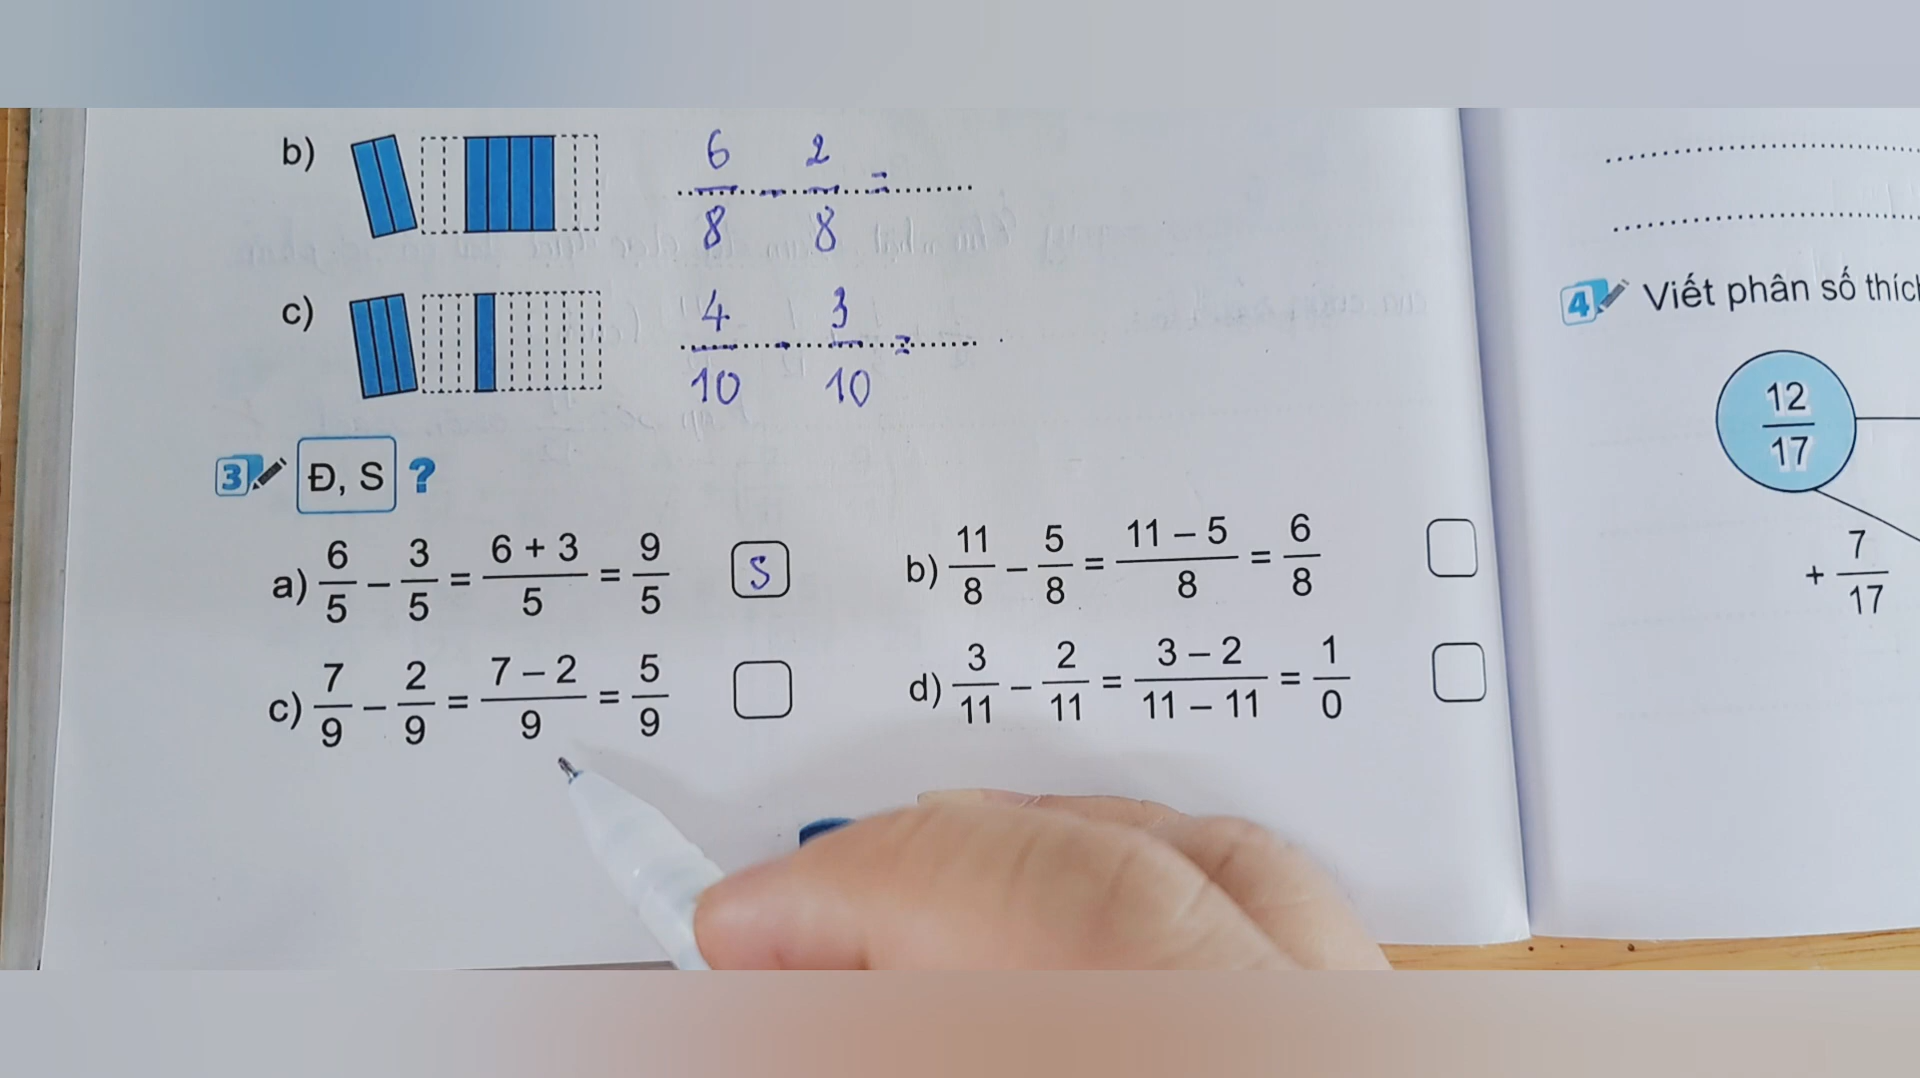 b) 6/8 - 2/8 =
c) 4/10 - 3/10 =
3 Đ, S ?
a) 6/5 – 3/5 = (6 + 3)/5 = 9/5 S
b) 11/8 – 5/8 = (11 – 5)/8 = 6/8
c) 7/9 – 2/9 = (7 – 2)/9 = 5/9
d) 3/11 – 2/11 = (3 – 2)/(11 – 11) = 1/0
4 Viết phân số
12/17
+ 7/17